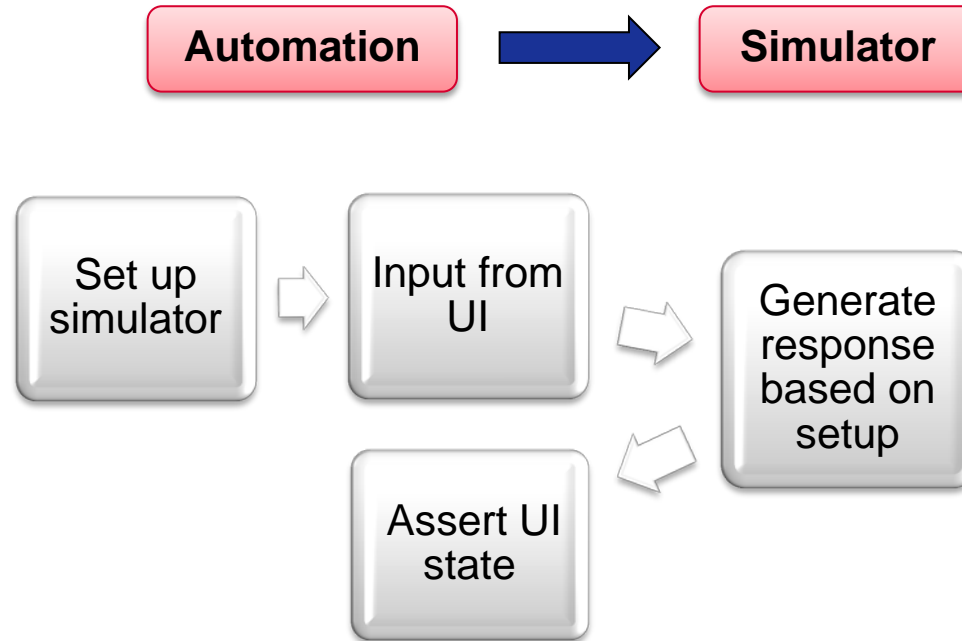 Automation
Simulator
Set up
simulator
Input from
UI
Generate
response
based on
setup
Assert UI
state